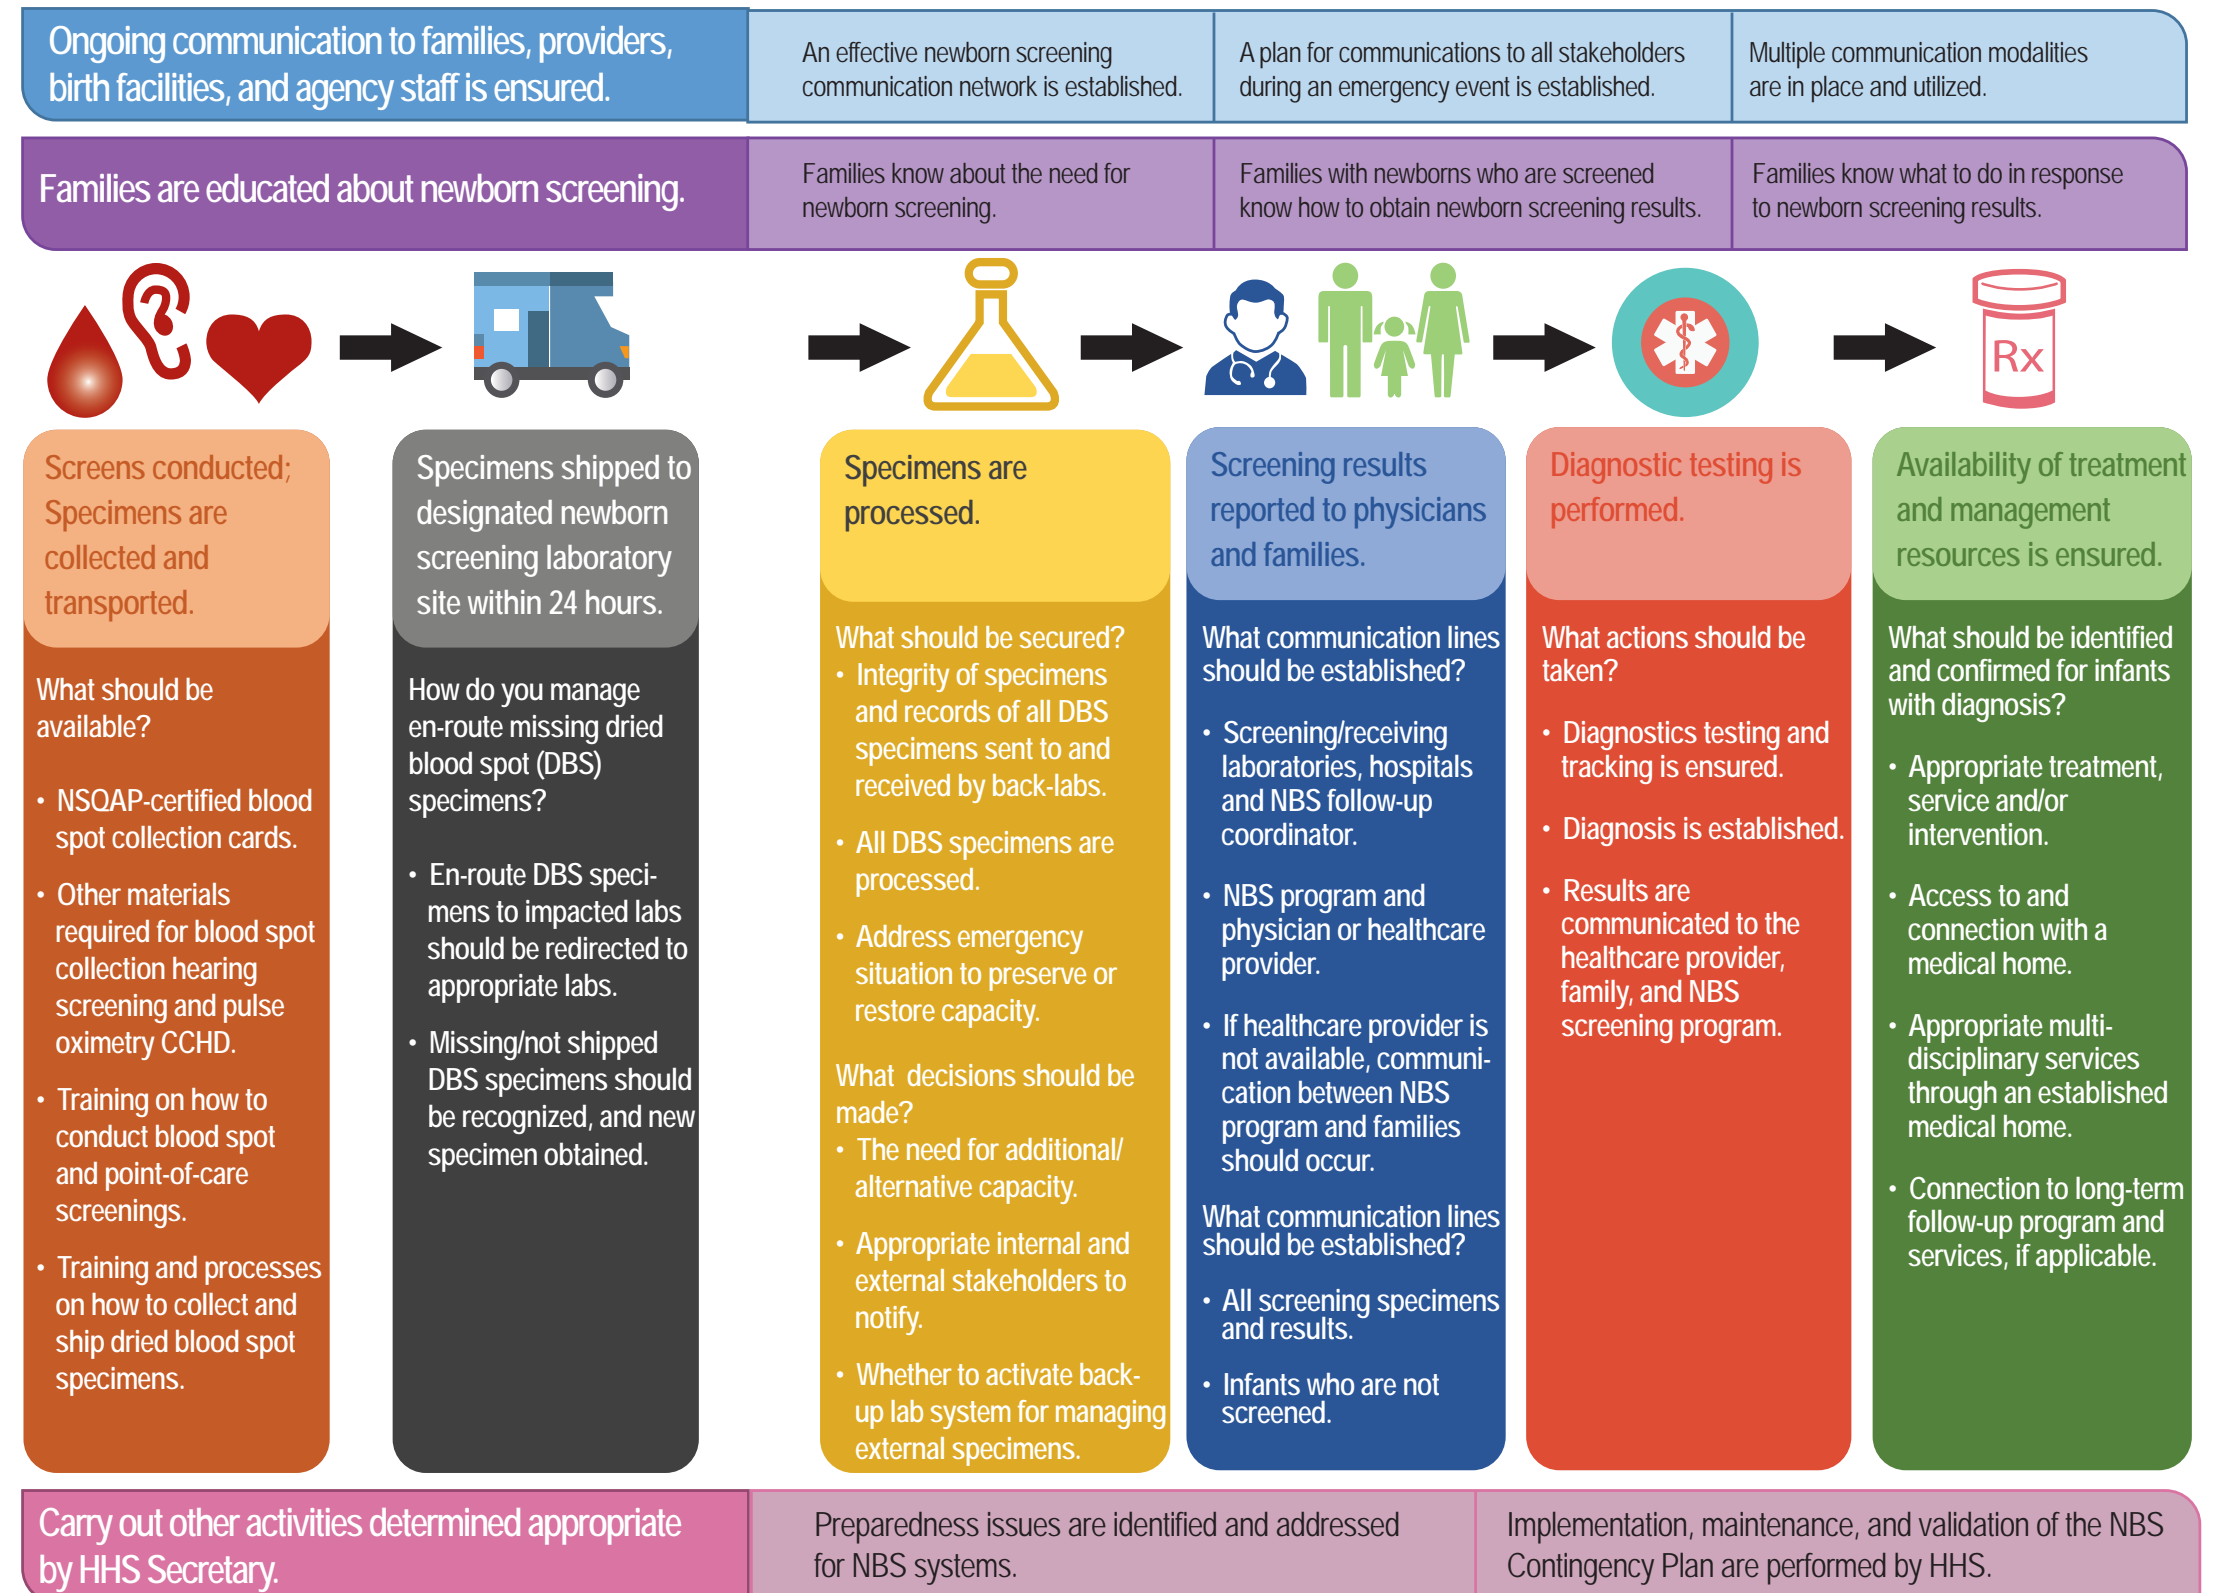 Ongoing communication to families, providers,
birth facilities, and agency staff is ensured.
An effective newborn screening
communication network is established.
A plan for communications to all stakeholders
during an emergency event is established.
Multiple communication modalities
are in place and utilized.
Families are educated about newborn screening.
Families know about the need for
newborn screening.
Families with newborns who are screened
know how to obtain newborn screening results.
Families know what to do in response
to newborn screening results.
Rx
Screens conducted;
Specimens are
collected and
transported.
What should be
available?
• NSQAP-certified blood
spot collection cards.
• Other materials
required for blood spot
collection hearing
screening and pulse
oximetry CCHD.
• Training on how to
conduct blood spot
and point-of-care
screenings.
• Training and processes
on how to collect and
ship dried blood spot
specimens.
Specimens shipped to
designated newborn
screening laboratory
site within 24 hours.
How do you manage
en-route missing dried
blood spot (DBS)
specimens?
• En-route DBS speci-
mens to impacted labs
should be redirected to
appropriate labs.
• Missing/not shipped
DBS specimens should
be recognized, and new
specimen obtained.
Specimens are
processed.
What should be secured?
• Integrity of specimens
and records of all DBS
specimens sent to and
received by back-labs.
• All DBS specimens are
processed.
• Address emergency
situation to preserve or
restore capacity.
What decisions should be
made?
• The need for additional/
alternative capacity.
• Appropriate internal and
external stakeholders to
notify.
• Whether to activate back-
up lab system for managing
external specimens.
Screening results
reported to physicians
and families.
What communication lines
should be established?
• Screening/receiving
laboratories, hospitals
and NBS follow-up
coordinator.
• NBS program and
physician or healthcare
provider.
• If healthcare provider is
not available, communi-
cation between NBS
program and families
should occur.
What communication lines
should be established?
• All screening specimens
and results.
• Infants who are not
screened.
Diagnostic testing is
performed.
What actions should be
taken?
• Diagnostics testing and
tracking is ensured.
• Diagnosis is established.
• Results are
communicated to the
healthcare provider,
family, and NBS
screening program.
Availability of treatment
and management
resources is ensured.
What should be identified
and confirmed for infants
with diagnosis?
• Appropriate treatment,
service and/or
intervention.
• Access to and
connection with a
medical home.
• Appropriate multi-
disciplinary services
through an established
medical home.
• Connection to long-term
follow-up program and
services, if applicable.
Carry out other activities determined appropriate
by HHS Secretary.
Preparedness issues are identified and addressed
for NBS systems.
Implementation, maintenance, and validation of the NBS
Contingency Plan are performed by HHS.